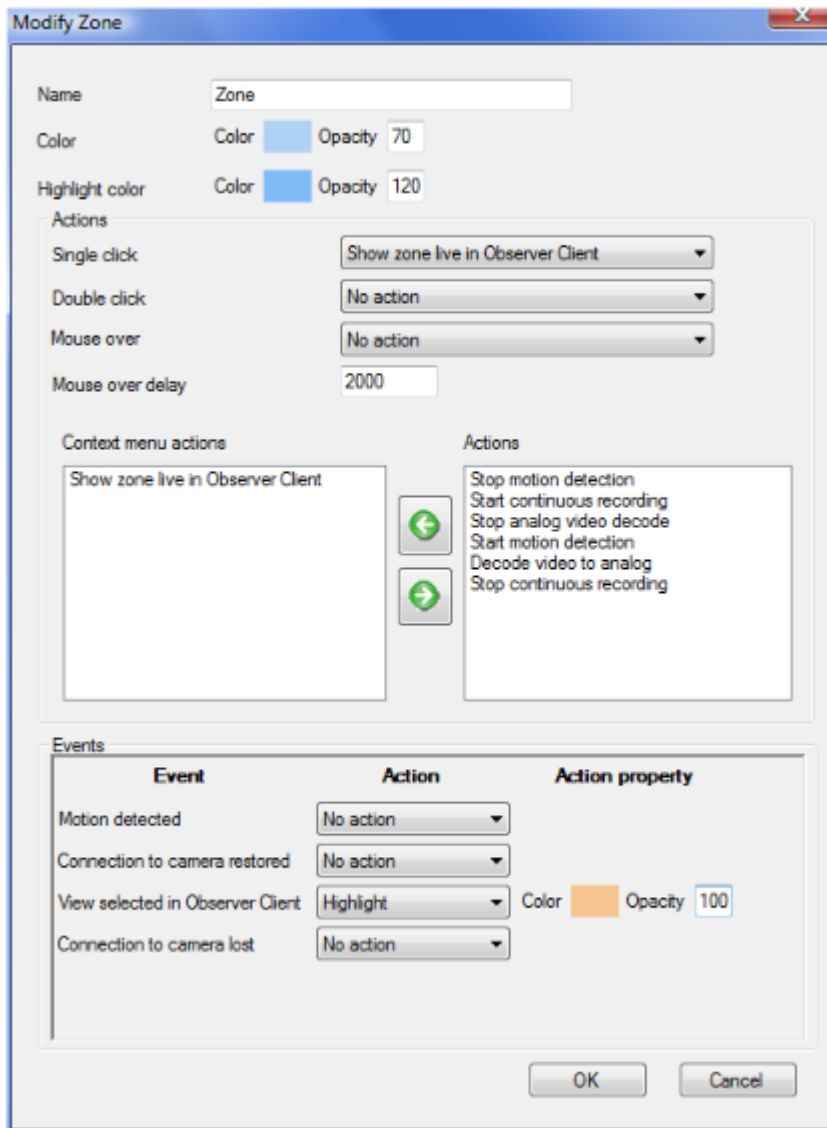 Modify Zone
Name Zone
Color Color Opacity 70
Highlight color Color Opacity 120
Actions
Single click Show zone live in Observer Client
Double click No action
Mouse over No action
Mouse over delay 2000
Context menu actions Actions
Show zone live in Observer Client Stop motion detection
Start continuous recording
Stop analog video decode
Start motion detection
Decode video to analog
Stop continuous recording
Events
Event Action Action property
Motion detected No action
Connection to camera restored No action
View selected in Observer Client Highlight Color Opacity 100
Connection to camera lost No action
OK Cancel